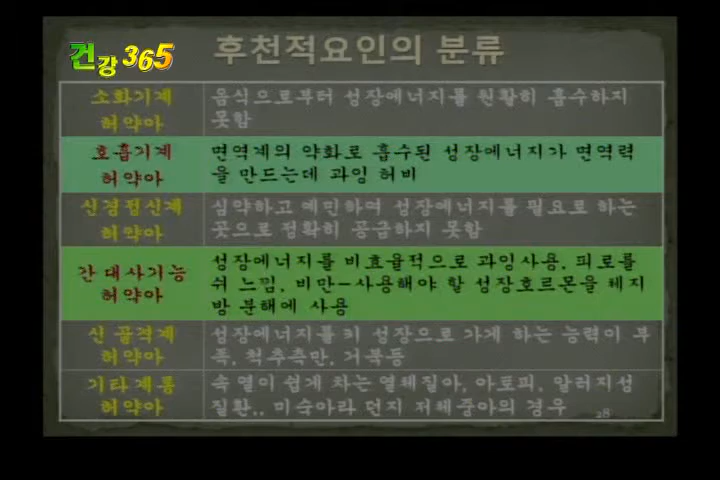 건강 365
후천적요인의 분류
소화기계
허약아
음식으로부터 성장에너지를 원활히 흡수하지
못함
호흡기계
허약아
면역계의 약화로 흡수된 성장에너지가 면역력
을 만드는데 과잉 허비
신경정신계
허약아
심약하고 예민하여 성장에너지를 필요로 하는
곳으로 정확히 공급하지 못함
간 대사기능
허약아
성장에너지를 비효율적으로 과잉사용, 피로를
쉬 느낌, 비만-사용해야 할 성장호르몬을 체지
방 분해에 사용
신 골격계
허약아
성장에너지를키 성장으로 가게 하는 능력이 부
족, 척추측만, 거북등
기타계통
허약아
속 열이 쉽게 차는 열체질아, 아토피, 알러지성
질환.. 미숙아라 던지 저체중아의 경우
28